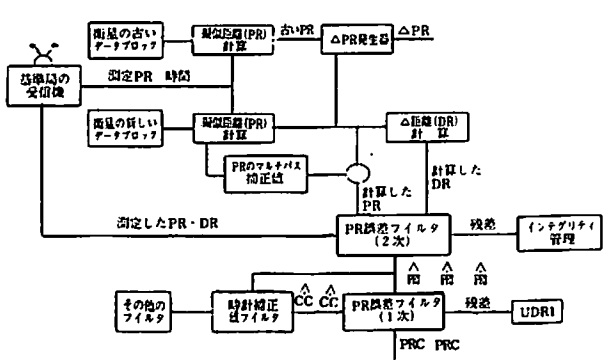 衛星の古い
データブロック
擬似距離(PR)
計算
古いPR
△PR発生器
△PR
基準局の
受信機
測定PR 時間
衛星の新しい
データブロック
擬似距離(PR)
計算
△距離(DR)
計算
PRのマルチパス
補正値
計算した
PR
計算した
DR
測定したPR・DR
PR誤差フィルタ
(2次)
残差
インテグリティ
管理
その他の
フィルタ
時計補正
値フィルタ
CC CC
PR誤差フィルタ
(1次)
残差
UDRI
PRC PRC